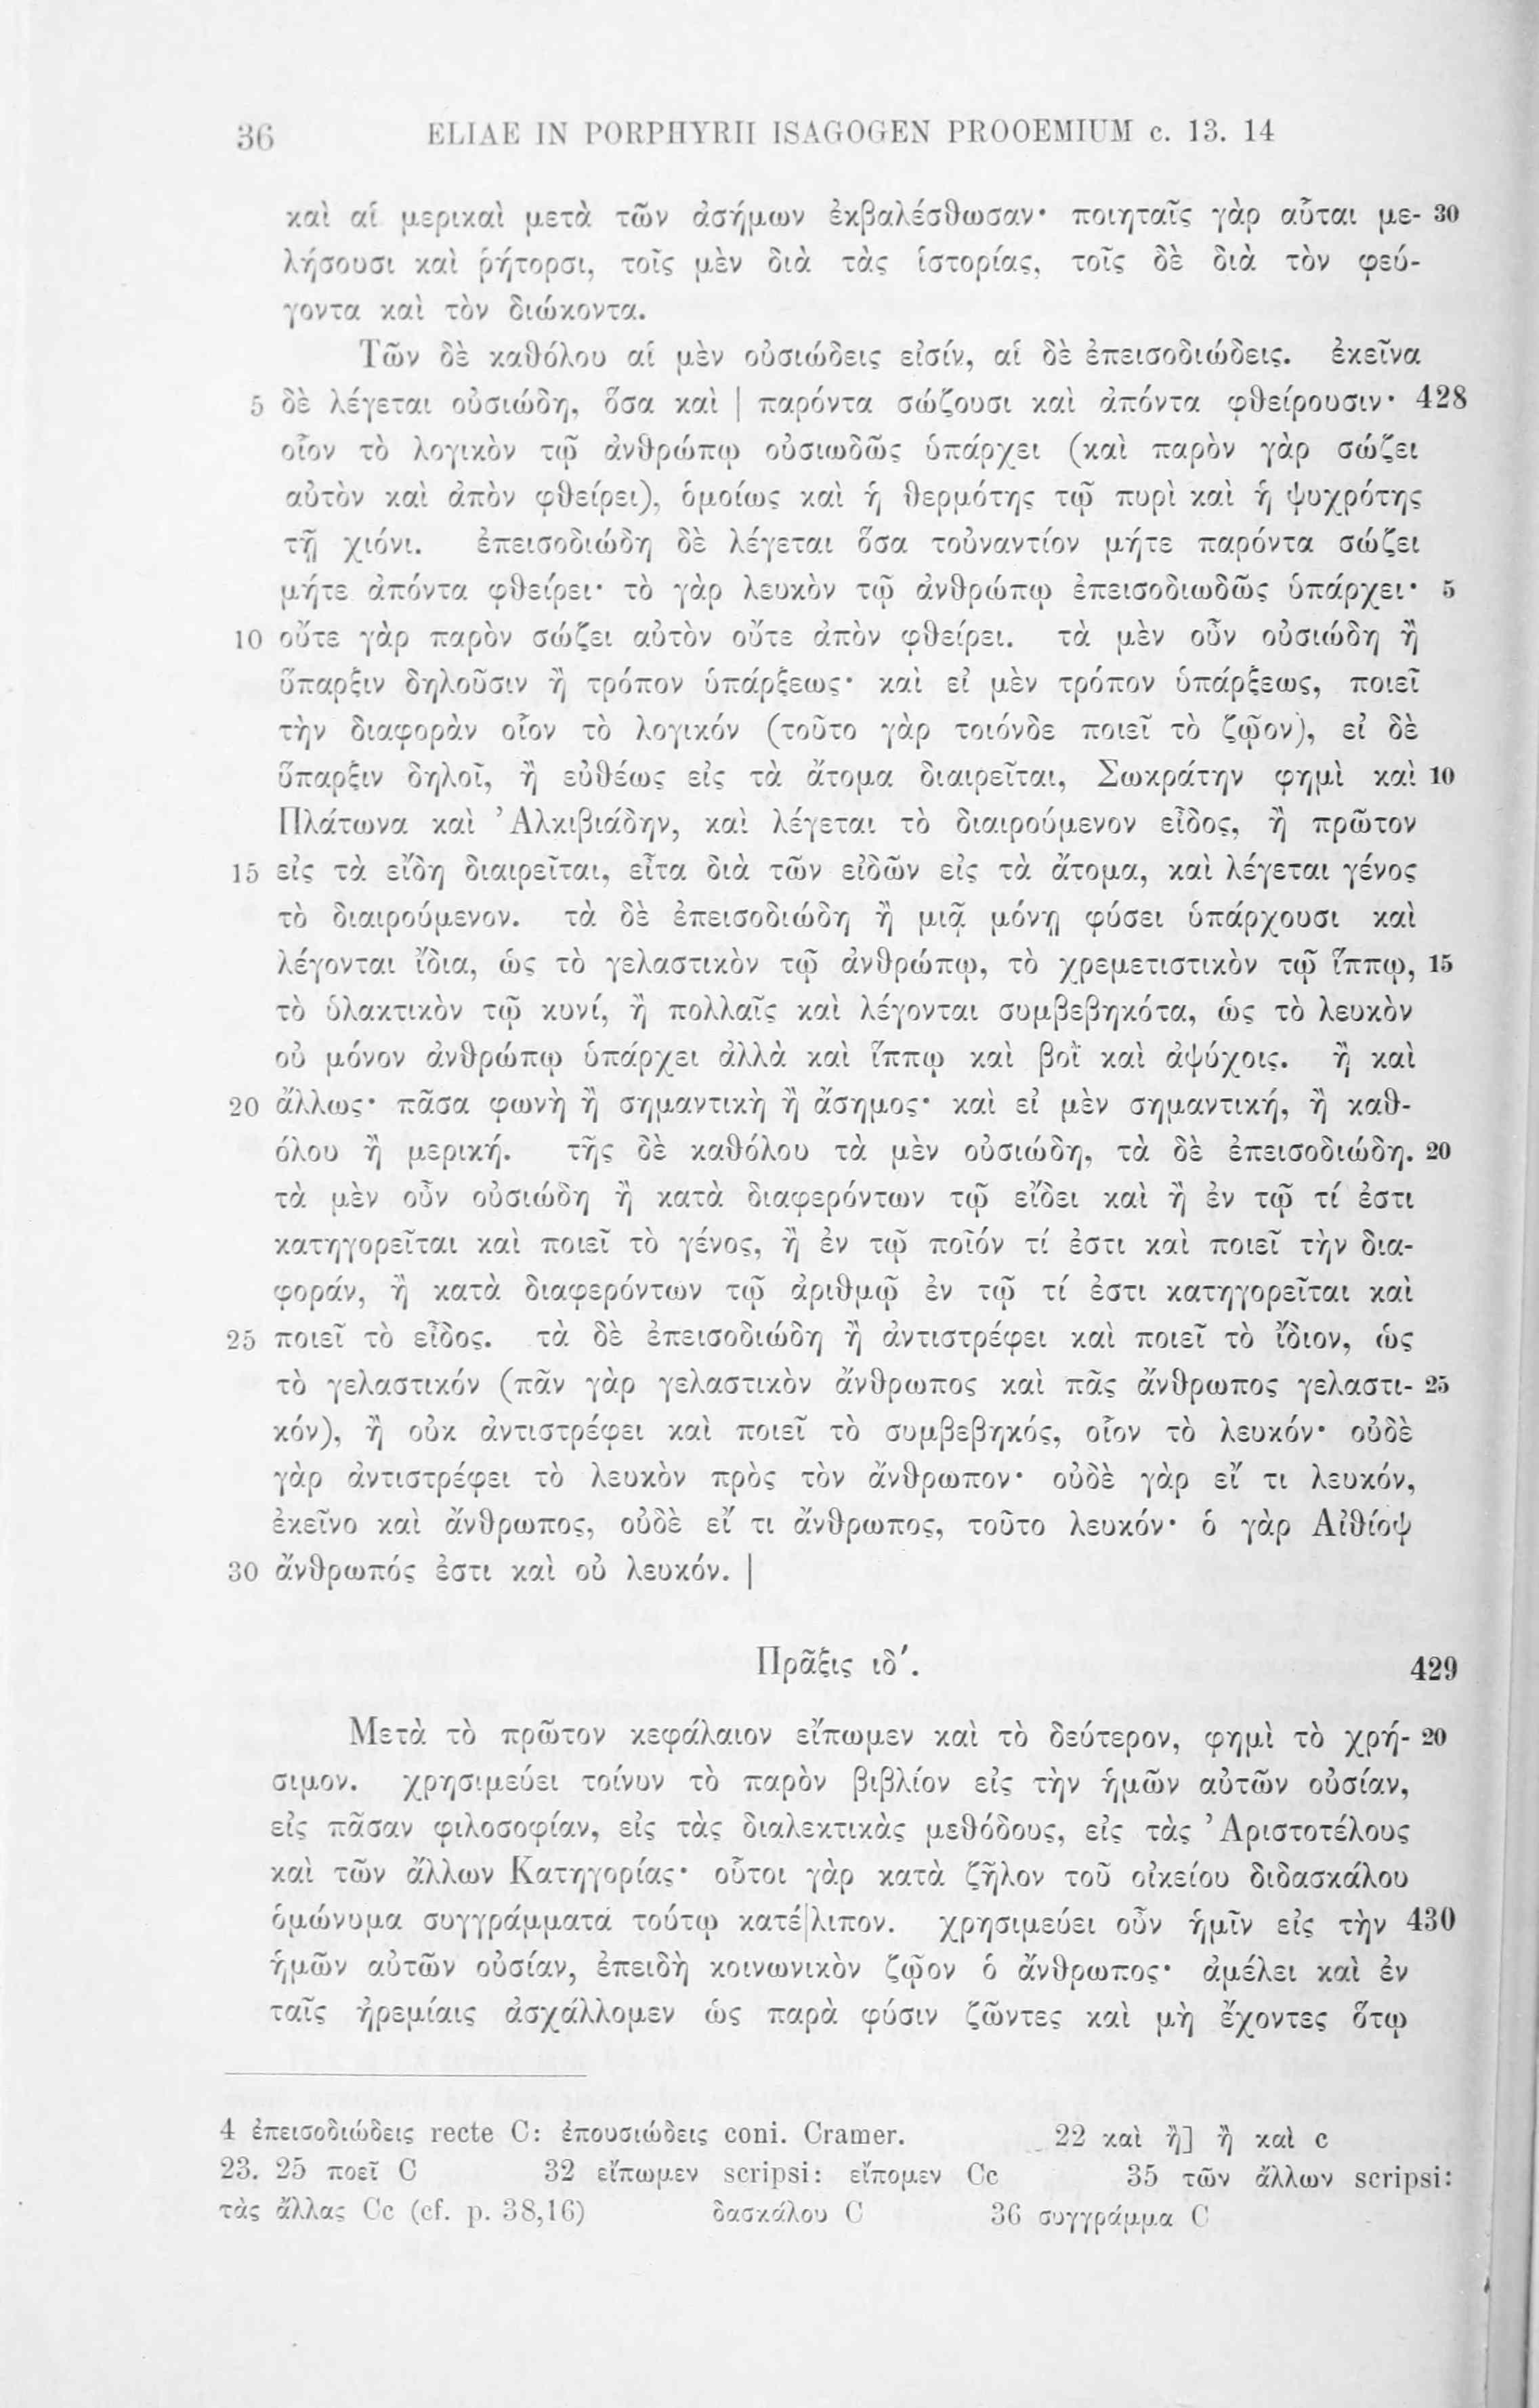 36 ELIAE IN PORPHYRII ISAGOGEN PROOEMIUM c. 13. 14
καὶ αἱ μερικαὶ μετὰ τῶν ἀσήμων ἐκβαλέσθωσαν· ποιηταῖς γὰρ αὗται με- 30
λήσουσι καὶ ῥήτορσι, τοῖς μὲν διὰ τὰς ἱστορίας, τοῖς δὲ διὰ τὸν φεύ-
γοντα καὶ τὸν διώκοντα.
Τῶν δὲ καθόλου αἱ μὲν οὐσιώδεις εἰσίν, αἱ δὲ ἐπεισοδιώδεις. ἐκεῖνα
5 δὲ λέγεται οὐσιώδη, ὅσα καὶ | παρόντα σώζουσι καὶ ἀπόντα φθείρουσιν· 428
οἷον τὸ λογικὸν τῷ ἀνθρώπῳ οὐσιωδῶς ὑπάρχει (καὶ παρὸν γὰρ σώζει
αὐτὸν καὶ ἀπὸν φθείρει), ὁμοίως καὶ ἡ θερμότης τῷ πυρὶ καὶ ἡ ψυχρότης
τῇ χιόνι. ἐπεισοδιώδη δὲ λέγεται ὅσα τοὐναντίον μήτε παρόντα σώζει
μήτε ἀπόντα φθείρει· τὸ γὰρ λευκὸν τῷ ἀνθρώπῳ ἐπεισοδιωδῶς ὑπάρχει· 5
10 οὔτε γὰρ παρὸν σώζει αὐτὸν οὔτε ἀπὸν φθείρει. τὰ μὲν οὖν οὐσιώδη ἢ
ὕπαρξιν δηλοῦσιν ἢ τρόπον ὑπάρξεως· καὶ εἰ μὲν τρόπον ὑπάρξεως, ποιεῖ
τὴν διαφορὰν οἷον τὸ λογικόν (τοῦτο γὰρ τοιόνδε ποιεῖ τὸ ζῷον), εἰ δὲ
ὕπαρξιν δηλοῖ, ἢ εὐθέως εἰς τὰ ἄτομα διαιρεῖται, Σωκράτην φημὶ καὶ 10
Πλάτωνα καὶ Ἀλκιβιάδην, καὶ λέγεται τὸ διαιρούμενον εἶδος, ἢ πρῶτον
15 εἰς τὰ εἴδη διαιρεῖται, εἶτα διὰ τῶν εἰδῶν εἰς τὰ ἄτομα, καὶ λέγεται γένος
τὸ διαιρούμενον. τὰ δὲ ἐπεισοδιώδη ἢ μιᾷ μόνῃ φύσει ὑπάρχουσι καὶ
λέγονται ἴδια, ὡς τὸ γελαστικὸν τῷ ἀνθρώπῳ, τὸ χρεμετιστικὸν τῷ ἵππῳ, 15
τὸ ὑλακτικὸν τῷ κυνί, ἢ πολλαῖς καὶ λέγονται συμβεβηκότα, ὡς τὸ λευκὸν
οὐ μόνον ἀνθρώπῳ ὑπάρχει ἀλλὰ καὶ ἵππῳ καὶ βοῒ καὶ ἀψύχοις. ἢ καὶ
20 ἄλλως· πᾶσα φωνὴ ἢ σημαντικὴ ἢ ἄσημος· καὶ εἰ μὲν σημαντική, ἢ καθ-
όλου ἢ μερική. τῆς δὲ καθόλου τὰ μὲν οὐσιώδη, τὰ δὲ ἐπεισοδιώδη. 20
τὰ μὲν οὖν οὐσιώδη ἢ κατὰ διαφερόντων τῷ εἴδει καὶ ἢ ἐν τῷ τί ἐστι
κατηγορεῖται καὶ ποιεῖ τὸ γένος, ἢ ἐν τῷ ποῖόν τί ἐστι καὶ ποιεῖ τὴν δια-
φοράν, ἢ κατὰ διαφερόντων τῷ ἀριθμῷ ἐν τῷ τί ἐστι κατηγορεῖται καὶ
25 ποιεῖ τὸ εἶδος. τὰ δὲ ἐπεισοδιώδη ἢ ἀντιστρέφει καὶ ποιεῖ τὸ ἴδιον, ὡς
τὸ γελαστικόν (πᾶν γὰρ γελαστικὸν ἄνθρωπος καὶ πᾶς ἄνθρωπος γελαστι- 25
κόν), ἢ οὐκ ἀντιστρέφει καὶ ποιεῖ τὸ συμβεβηκός, οἷον τὸ λευκόν· οὐδὲ
γὰρ ἀντιστρέφει τὸ λευκὸν πρὸς τὸν ἄνθρωπον· οὐδὲ γὰρ εἴ τι λευκόν,
ἐκεῖνο καὶ ἄνθρωπος, οὐδὲ εἴ τι ἄνθρωπος, τοῦτο λευκόν· ὁ γὰρ Αἰθίοψ
30 ἄνθρωπός ἐστι καὶ οὐ λευκόν. |
Πρᾶξις ιδ′. 429
Μετὰ τὸ πρῶτον κεφάλαιον εἴπωμεν καὶ τὸ δεύτερον, φημὶ τὸ χρή- 20
σιμον. χρησιμεύει τοίνυν τὸ παρὸν βιβλίον εἰς τὴν ἡμῶν αὐτῶν οὐσίαν,
εἰς πᾶσαν φιλοσοφίαν, εἰς τὰς διαλεκτικὰς μεθόδους, εἰς τὰς Ἀριστοτέλους
καὶ τῶν ἄλλων Κατηγορίας· οὗτοι γὰρ κατὰ ζῆλον τοῦ οἰκείου διδασκάλου
ὁμώνυμα συγγράμματα τούτῳ κατέ|λιπον. χρησιμεύει οὖν ἡμῖν εἰς τὴν 430
ἡμῶν αὐτῶν οὐσίαν, ἐπειδὴ κοινωνικὸν ζῷον ὁ ἄνθρωπος· ἀμέλει καὶ ἐν
ταῖς ἠρεμίαις ἀσχάλλομεν ὡς παρὰ φύσιν ζῶντες καὶ μὴ ἔχοντες ὅτῳ
4 ἐπεισοδιώδεις recte C: ἐπουσιώδεις coni. Cramer. 22 καὶ ἢ] ἢ καὶ c
23. 25 ποεῖ C 32 εἴπωμεν scripsi: εἴπομεν Cc 35 τῶν ἄλλων scripsi:
τὰς ἄλλας Cc (cf. p. 38,16) δασκάλου C 36 συγγράμμα C